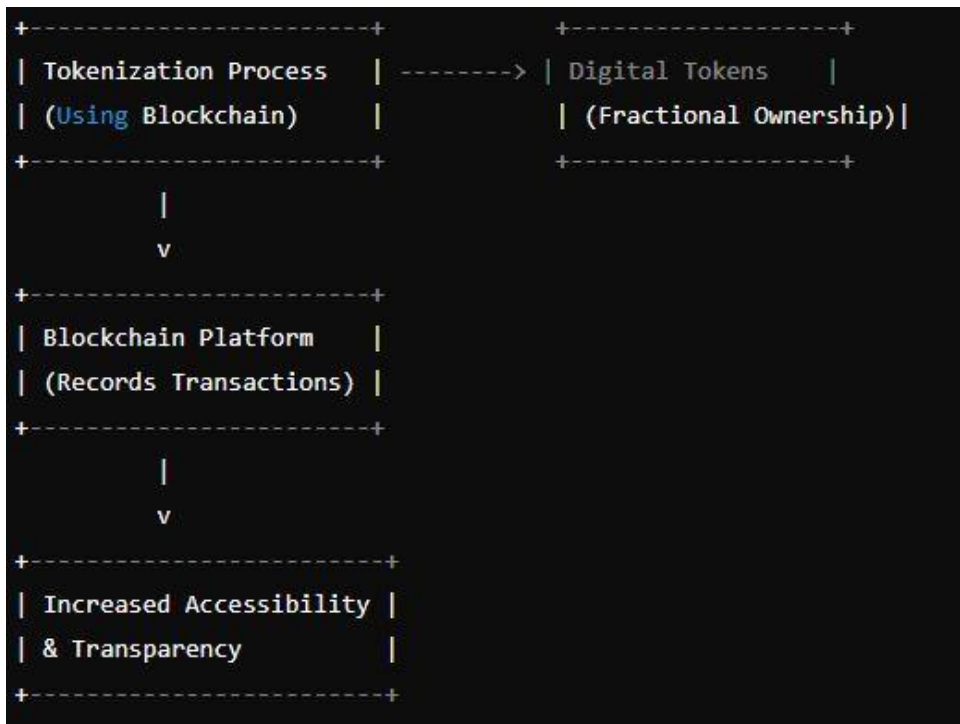 +------------------------+            +-------------------+
| Tokenization Process   | --------> | Digital Tokens    |
| (Using Blockchain)     |            | (Fractional Ownership)|
+------------------------+            +-------------------+
          |
          v
+------------------------+
| Blockchain Platform    |
| (Records Transactions) |
+------------------------+
          |
          v
+-------------------------+
| Increased Accessibility |
| & Transparency          |
+-------------------------+